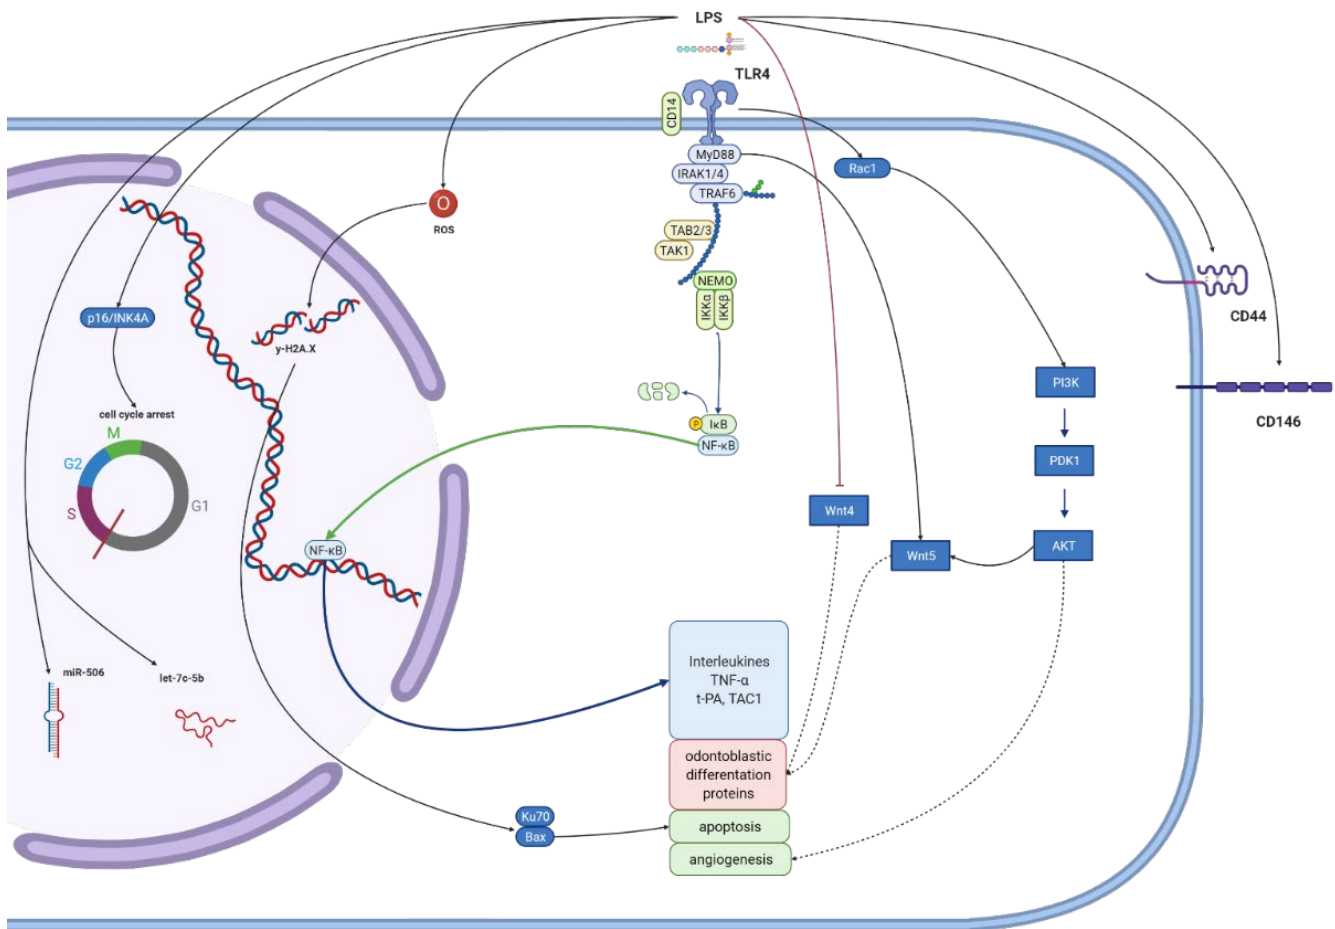 LPS
TLR4
CD14
MyD88
IRAK1/4
TRAF6
Rac1
O
ROS
TAB2/3
TAK1
NEMO
IKKα
IKKβ
CD44
p16/INK4A
y-H2A.X
PI3K
cell cycle arrest
M
G2
S
G1
P
IκB
NF-κB
CD146
PDK1
Wnt4
NF-κB
Wnt5
AKT
miR-506
let-7c-5b
Interleukines
TNF-α
t-PA, TAC1
odontoblastic
differentation
proteins
Ku70
Bax
apoptosis
angiogenesis